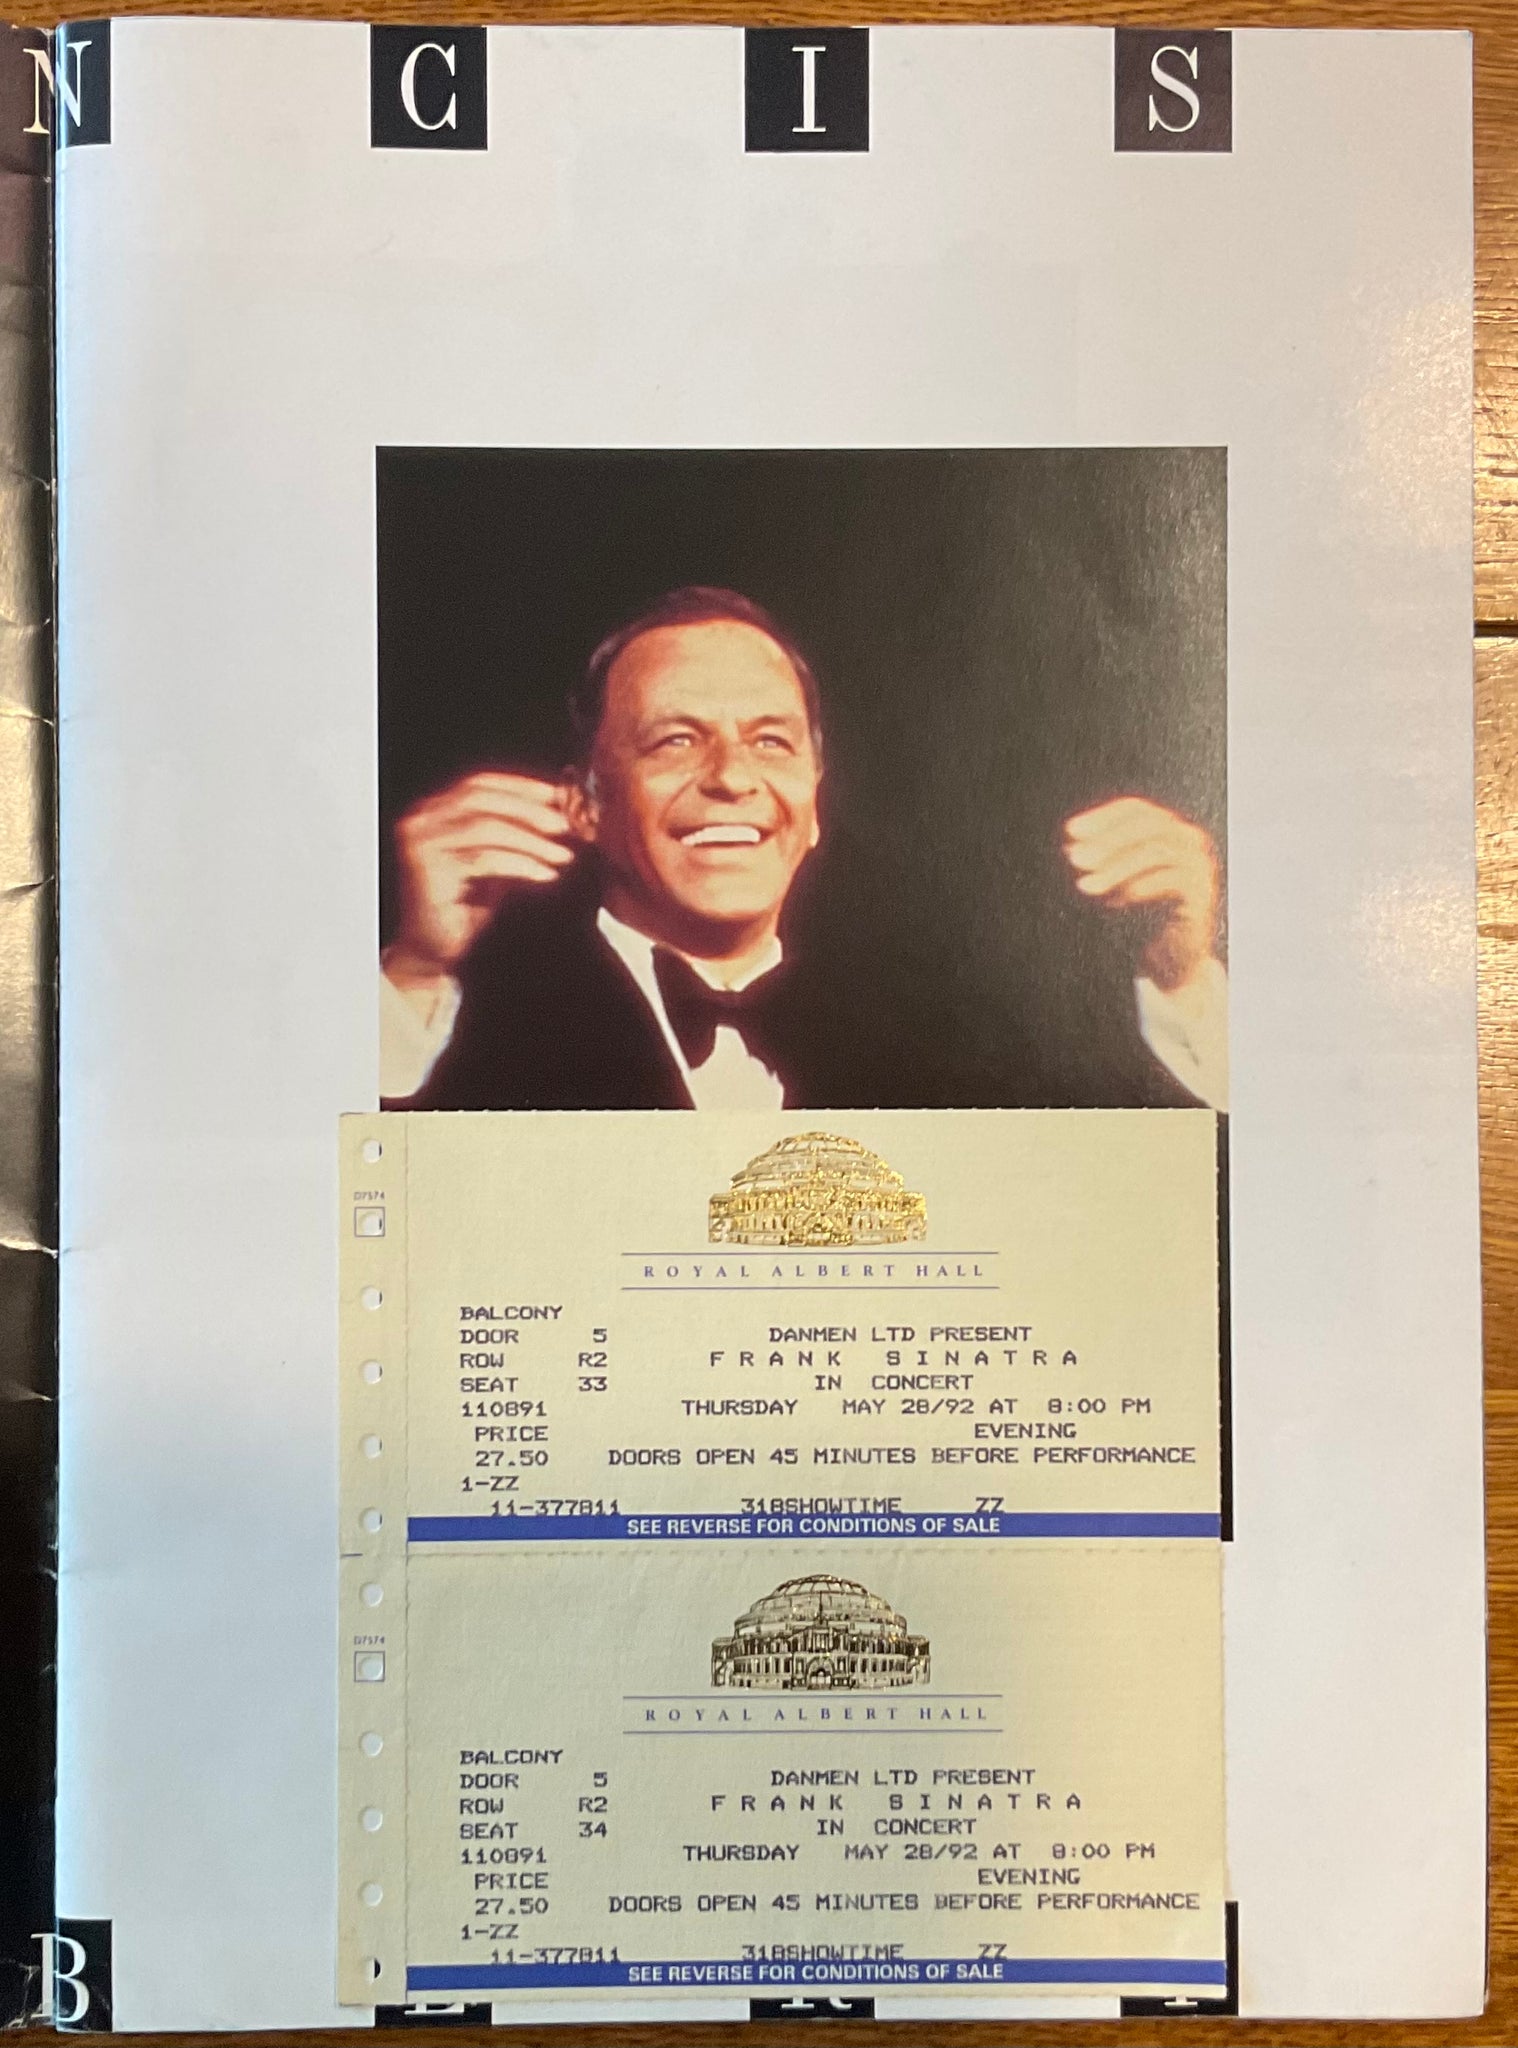 N C I S
D7574
ROYAL ALBERT HALL
BALCONY
DOOR 5 DANMEN LTD PRESENT
ROW R2 FRANK SINATRA
SEAT 33 IN CONCERT
110891 THURSDAY MAY 28/92 AT 8:00 PM
PRICE EVENING
27.50 DOORS OPEN 45 MINUTES BEFORE PERFORMANCE
1-ZZ
11-377811 318SHOWTIME ZZ
SEE REVERSE FOR CONDITIONS OF SALE
D7574
ROYAL ALBERT HALL
BALCONY
DOOR 5 DANMEN LTD PRESENT
ROW R2 FRANK SINATRA
SEAT 34 IN CONCERT
110891 THURSDAY MAY 28/92 AT 8:00 PM
PRICE EVENING
27.50 DOORS OPEN 45 MINUTES BEFORE PERFORMANCE
1-ZZ
11-377811 318SHOWTIME ZZ
SEE REVERSE FOR CONDITIONS OF SALE
B